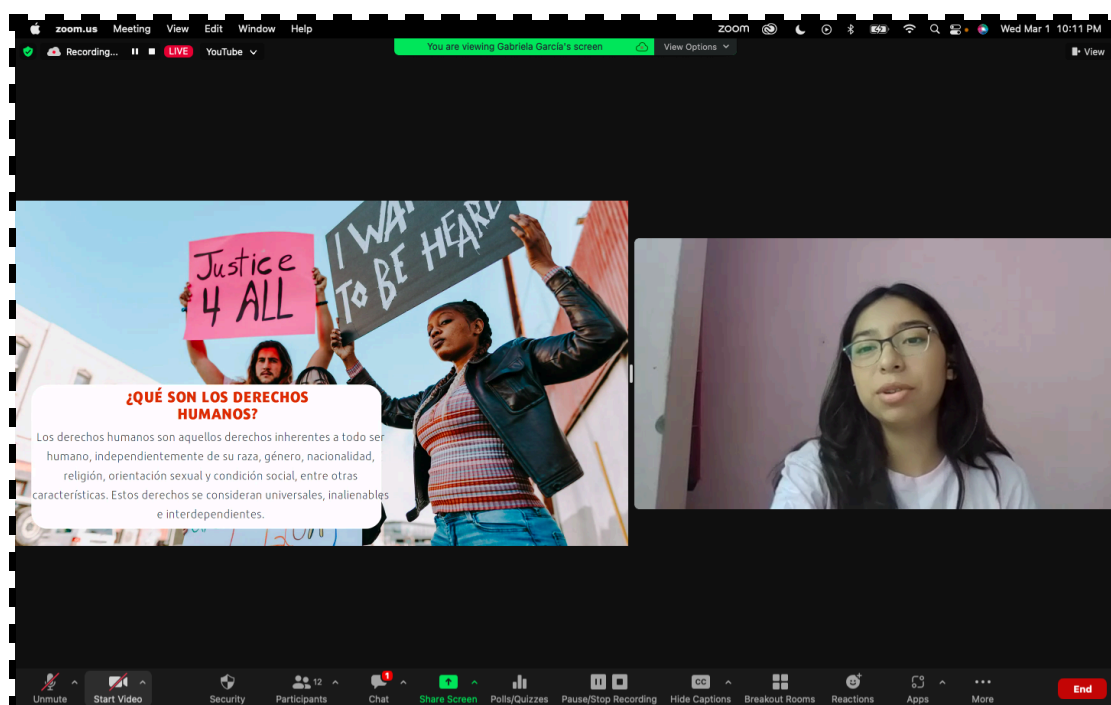 zoom.us Meeting View Edit Window Help
zoom Wed Mar 1 10:11 PM
Recording... LIVE YouTube
You are viewing Gabriela García's screen View Options
View
Justice
4 ALL
I WA
TO BE HEARD
¿QUÉ SON LOS DERECHOS
HUMANOS?
Los derechos humanos son aquellos derechos inherentes a todo ser
humano, independientemente de su raza, género, nacionalidad,
religión, orientación sexual y condición social, entre otras
características. Estos derechos se consideran universales, inalienables
e interdependientes.
Unmute Start Video Security Participants 12 Chat 1 Share Screen Polls/Quizzes Pause/Stop Recording CC Hide Captions Breakout Rooms Reactions Apps More End